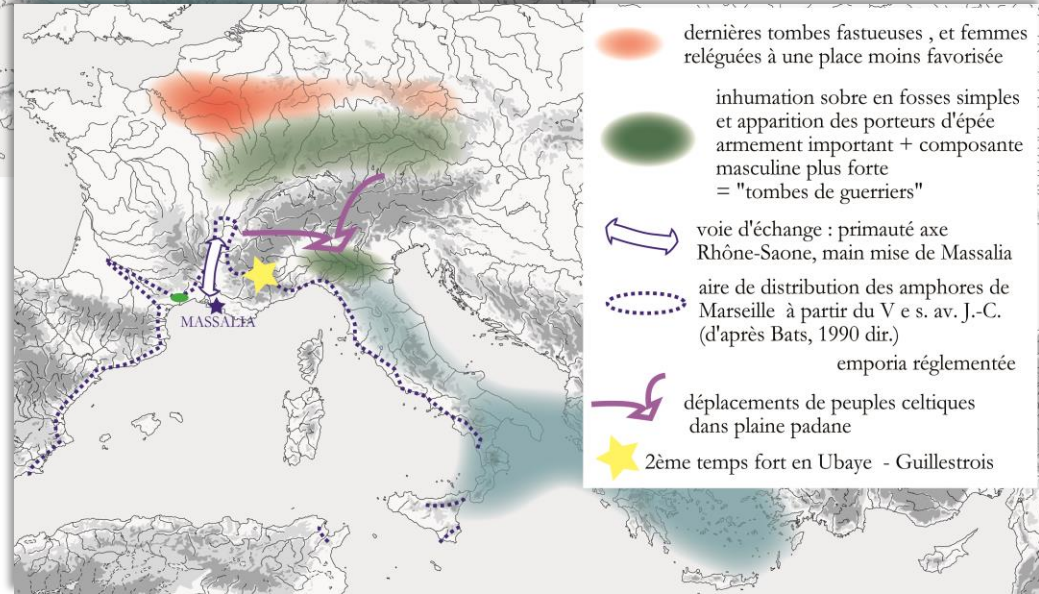 dernières tombes fastueuses , et femmes
reléguées à une place moins favorisée
inhumation sobre en fosses simples
et apparition des porteurs d'épée
armement important + composante
masculine plus forte
= "tombes de guerriers"
voie d'échange : primauté axe
Rhône-Saone, main mise de Massalia
aire de distribution des amphores de
Marseille à partir du V e s. av. J.-C.
(d'après Bats, 1990 dir.)
emporia réglementée
déplacements de peuples celtiques
dans plaine padane
2ème temps fort en Ubaye - Guillestrois
MASSALIA